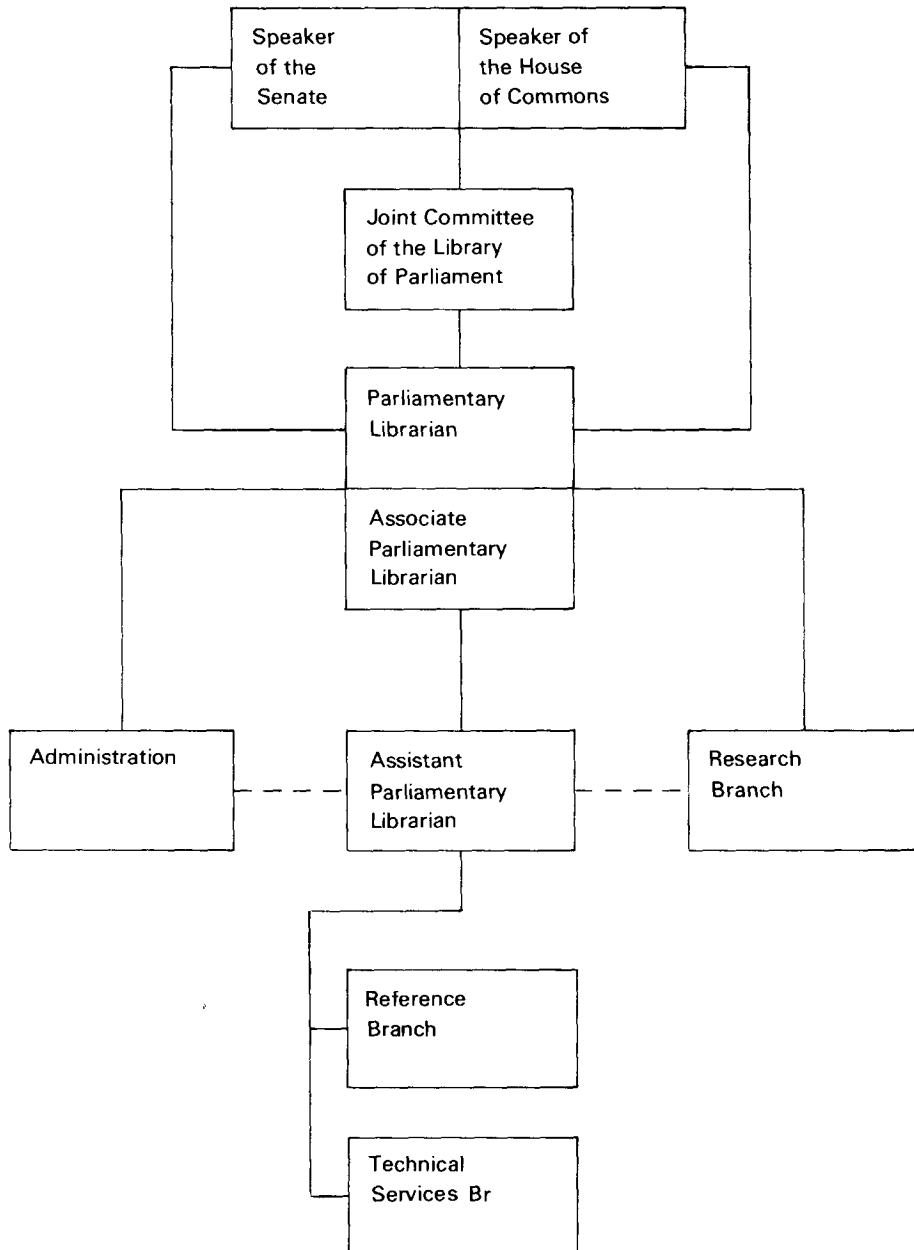 Speaker
of the
Senate
Speaker of
the House
of Commons
Joint Committee
of the Library
of Parliament
Parliamentary
Librarian
Associate
Parliamentary
Librarian
Administration
Assistant
Parliamentary
Librarian
Research
Branch
Reference
Branch
Technical
Services Br